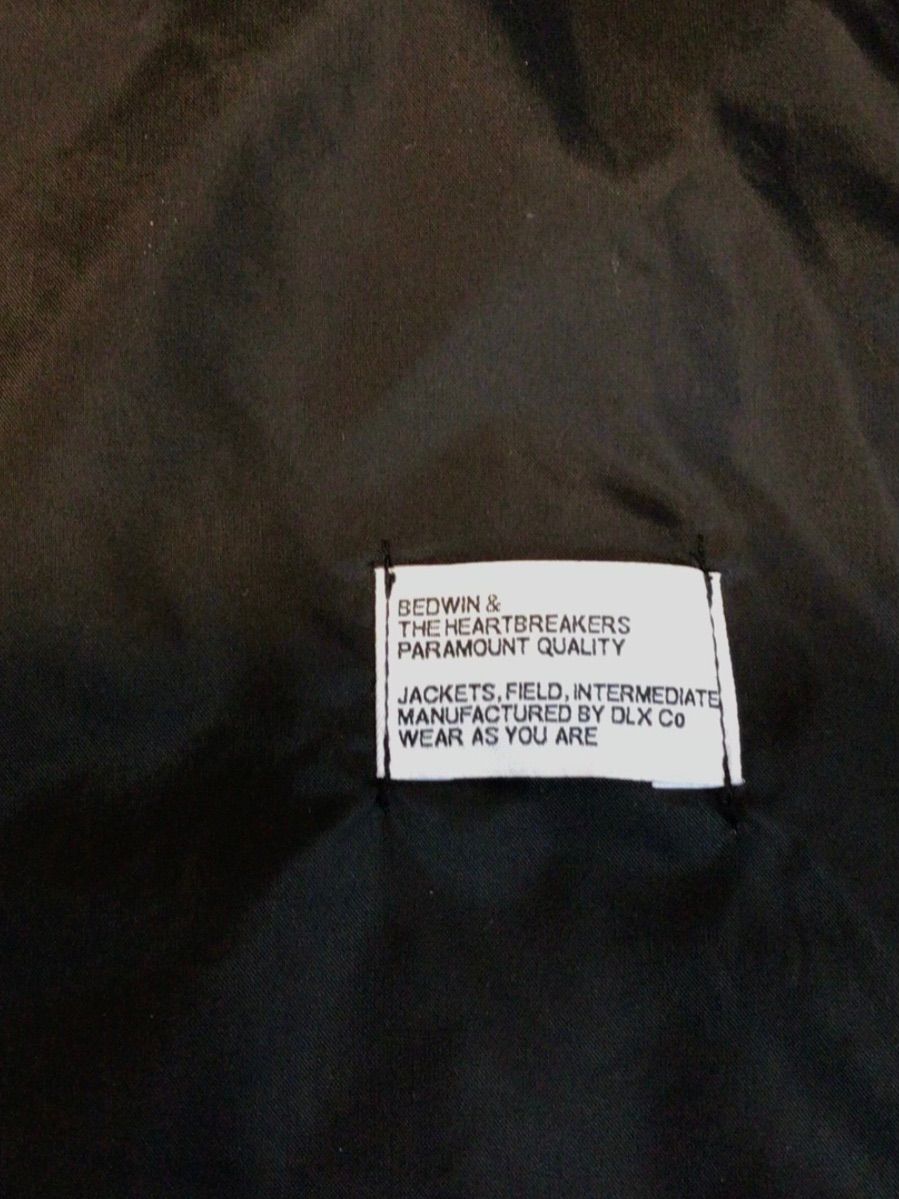 BEDWIN &
THE HEARTBREAKERS
PARAMOUNT QUALITY
JACKETS, FIELD, INTERMEDIATE
MANUFACTURED BY DLX Co
WEAR AS YOU ARE